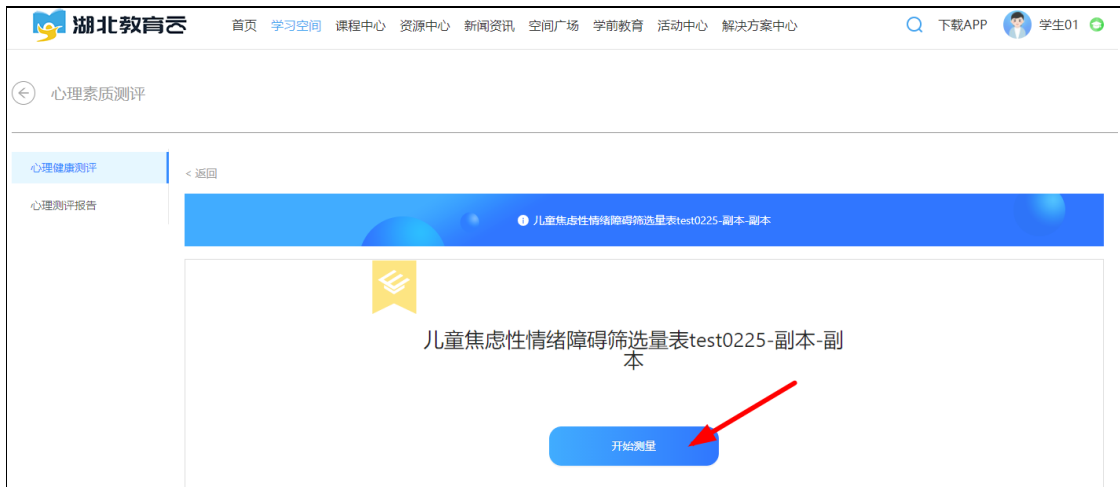 湖北教育云 首页 学习空间 课程中心 资源中心 新闻资讯 空间广场 学前教育 活动中心 解决方案中心 下载APP 学生01
心理素质测评
心理健康测评
< 返回
心理测评报告
儿童焦虑性情绪障碍筛选量表test0225-副本-副本
儿童焦虑性情绪障碍筛选量表test0225-副本-副
本
开始测量